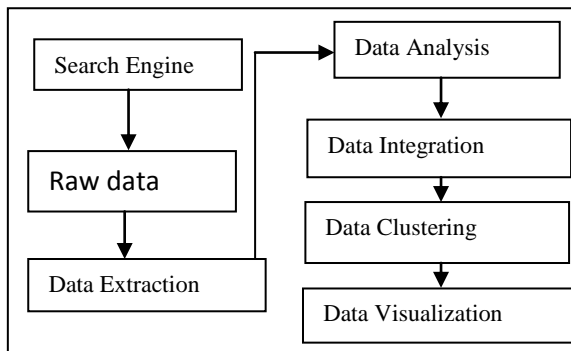 Search Engine
Raw data
Data Extraction
Data Analysis
Data Integration
Data Clustering
Data Visualization